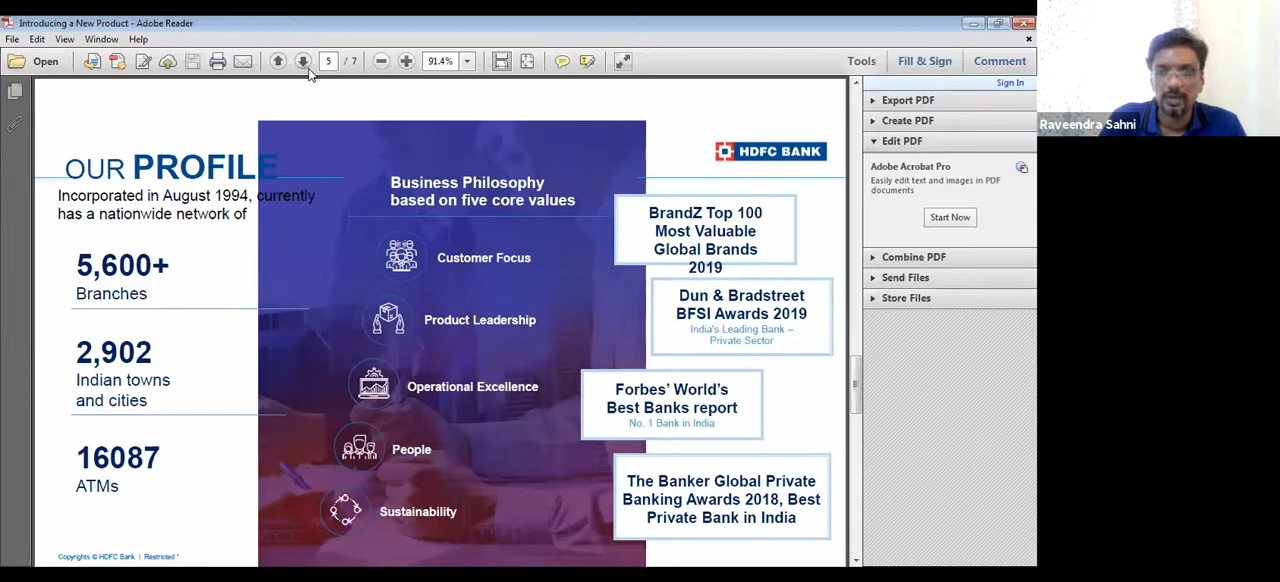 Introducing a New Product - Adobe Reader
File Edit View Window Help
Open
5 / 7
91.4%
Tools
Fill & Sign
Comment
Sign In
Export PDF
Create PDF
Edit PDF
Adobe Acrobat Pro
Easily edit text and images in PDF
documents
Start Now
Combine PDF
Send Files
Store Files
Raveendra Sahni
OUR PROFILE
Incorporated in August 1994, currently
has a nationwide network of
5,600+
Branches
2,902
Indian towns
and cities
16087
ATMs
Copyrights © HDFC Bank | Restricted
Business Philosophy
based on five core values
Customer Focus
Product Leadership
Operational Excellence
People
Sustainability
HDFC BANK
BrandZ Top 100
Most Valuable
Global Brands
2019
Dun & Bradstreet
BFSI Awards 2019
India's Leading Bank –
Private Sector
Forbes' World's
Best Banks report
No. 1 Bank in India
The Banker Global Private
Banking Awards 2018, Best
Private Bank in India